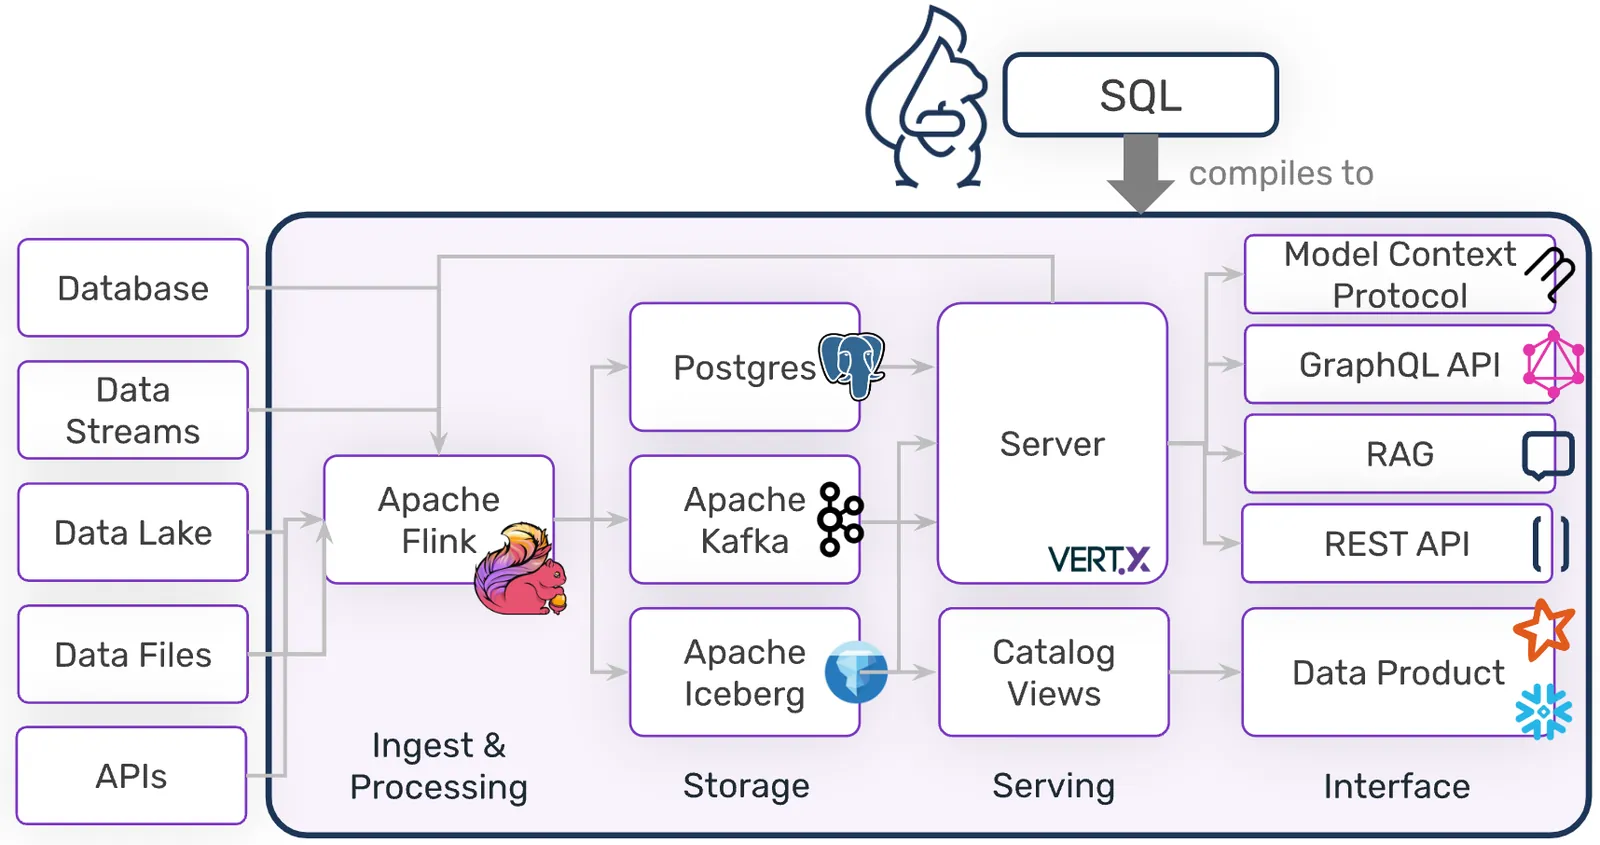 SQL
compiles to
Database
Data
Streams
Data Lake
Data Files
APIs
Apache
Flink
Ingest &
Processing
Postgres
Apache
Kafka
Apache
Iceberg
Storage
Server
VERT.X
Catalog
Views
Serving
Model Context
Protocol
GraphQL API
RAG
REST API
Data Product
Interface